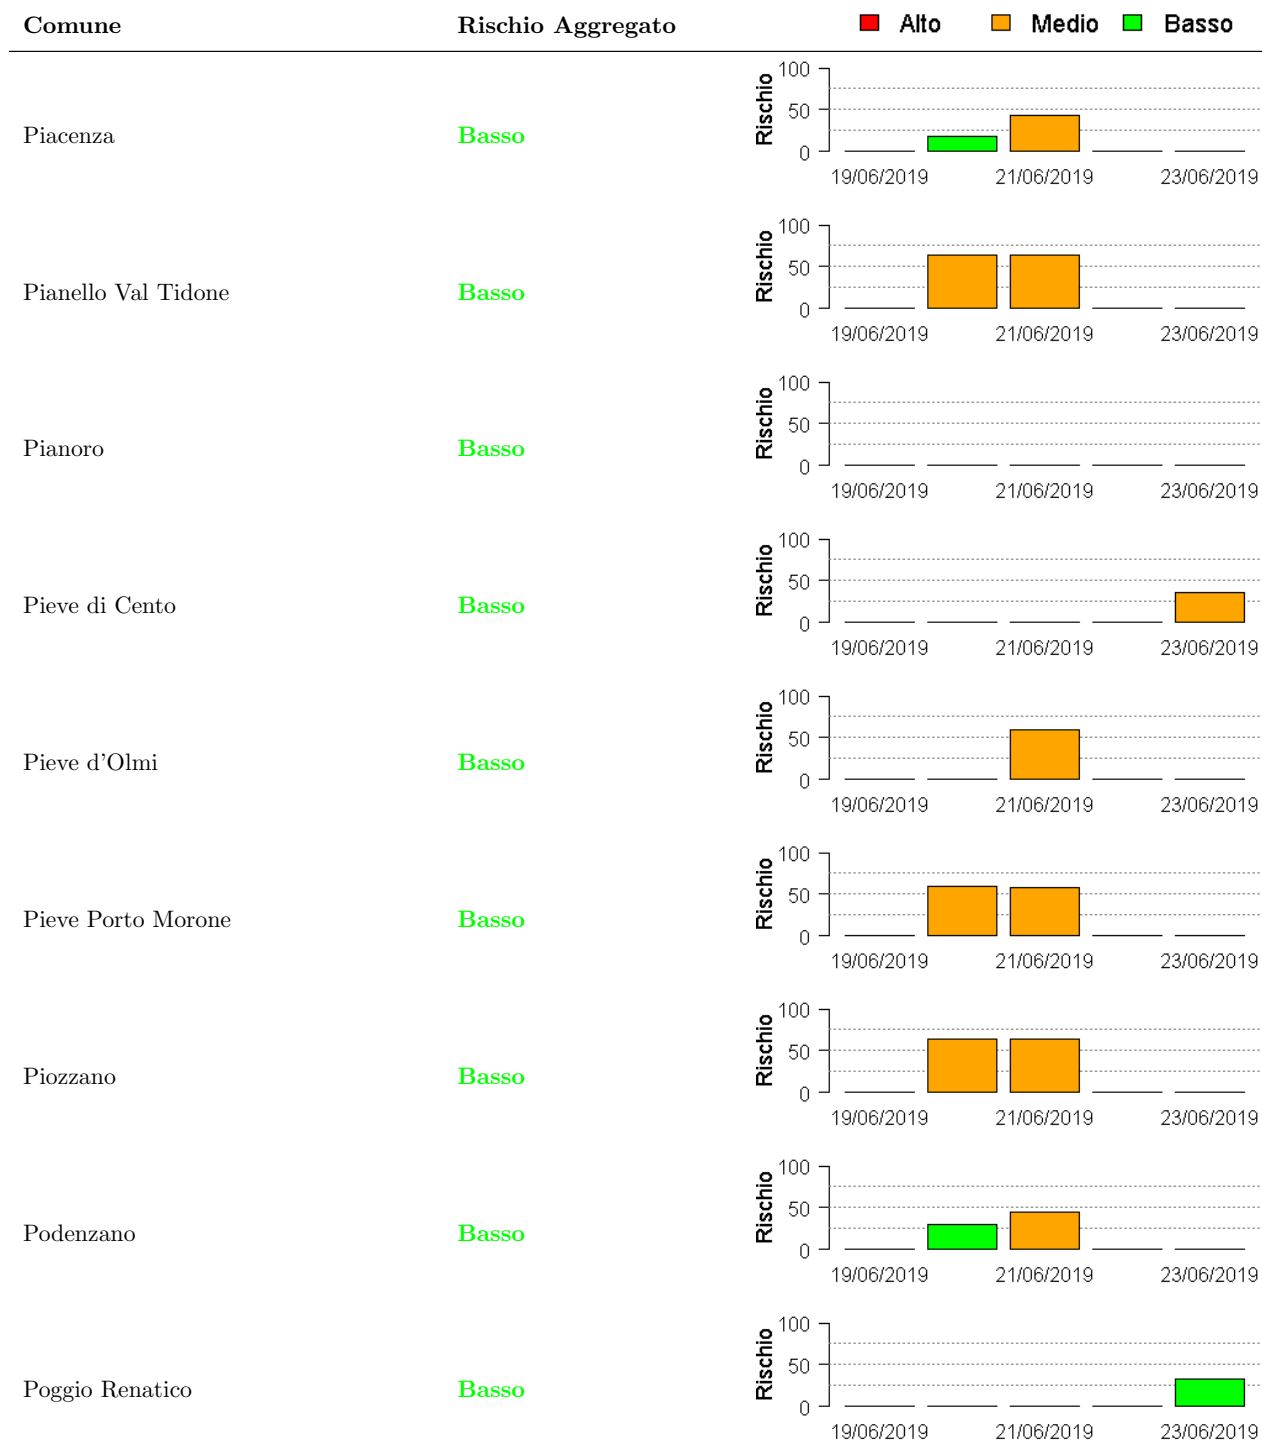 Comune Rischio Aggregato Alto Medio Basso
Piacenza Basso Rischio 100 50 0
19/06/2019 21/06/2019 23/06/2019
Pianello Val Tidone Basso Rischio 100 50 0
19/06/2019 21/06/2019 23/06/2019
Pianoro Basso Rischio 100 50 0
19/06/2019 21/06/2019 23/06/2019
Pieve di Cento Basso Rischio 100 50 0
19/06/2019 21/06/2019 23/06/2019
Pieve d'Olmi Basso Rischio 100 50 0
19/06/2019 21/06/2019 23/06/2019
Pieve Porto Morone Basso Rischio 100 50 0
19/06/2019 21/06/2019 23/06/2019
Piozzano Basso Rischio 100 50 0
19/06/2019 21/06/2019 23/06/2019
Podenzano Basso Rischio 100 50 0
19/06/2019 21/06/2019 23/06/2019
Poggio Renatico Basso Rischio 100 50 0
19/06/2019 21/06/2019 23/06/2019